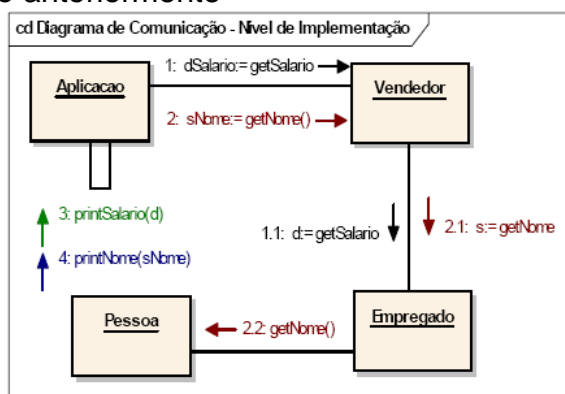 cd Diagrama de Comunicação - Nível de Implementação
1: dSalario:= getSalario
Aplicacao
Vendedor
2: sNome:= getNome()
3: printSalario(d)
1.1: d:= getSalario
2.1: s:= getNome
4: printNome(sNome)
Pessoa
Empregado
2.2: getNome()